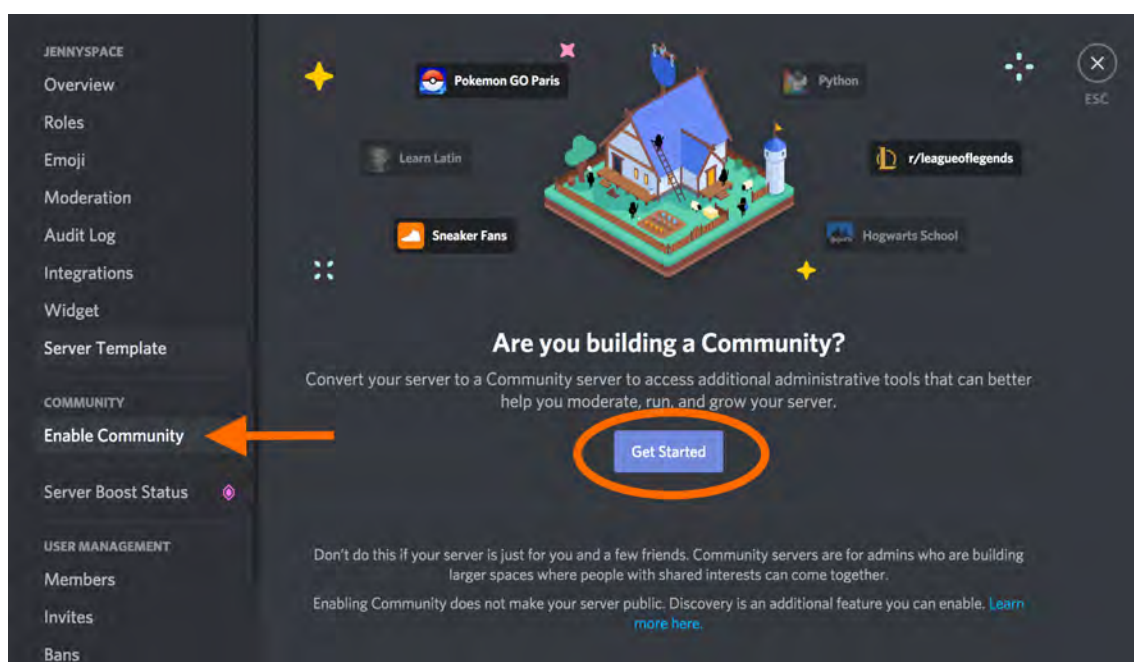 JENNYSPACE
Overview
Roles
Emoji
Moderation
Audit Log
Integrations
Widget
Server Template
COMMUNITY
Enable Community
Server Boost Status
USER MANAGEMENT
Members
Invites
Bans
Pokemon GO Paris
Python
Learn Latin
r/leagueoflegends
Sneaker Fans
Hogwarts School
ESC
Are you building a Community?
Convert your server to a Community server to access additional administrative tools that can better
help you moderate, run, and grow your server.
Get Started
Don't do this if your server is just for you and a few friends. Community servers are for admins who are building
larger spaces where people with shared interests can come together.
Enabling Community does not make your server public. Discovery is an additional feature you can enable. Learn
more here.